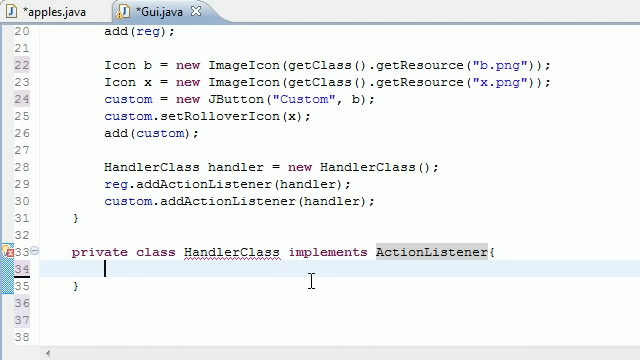 *apples.java *Gui.java
20 add(reg);
21
22 Icon b = new ImageIcon(getClass().getResource("b.png"));
23 Icon x = new ImageIcon(getClass().getResource("x.png"));
24 custom = new JButton("Custom", b);
25 custom.setRolloverIcon(x);
26 add(custom);
27
28 HandlerClass handler = new HandlerClass();
29 reg.addActionListener(handler);
30 custom.addActionListener(handler);
31 }
32
33 private class HandlerClass implements ActionListener{
34
35 }
36
37
38